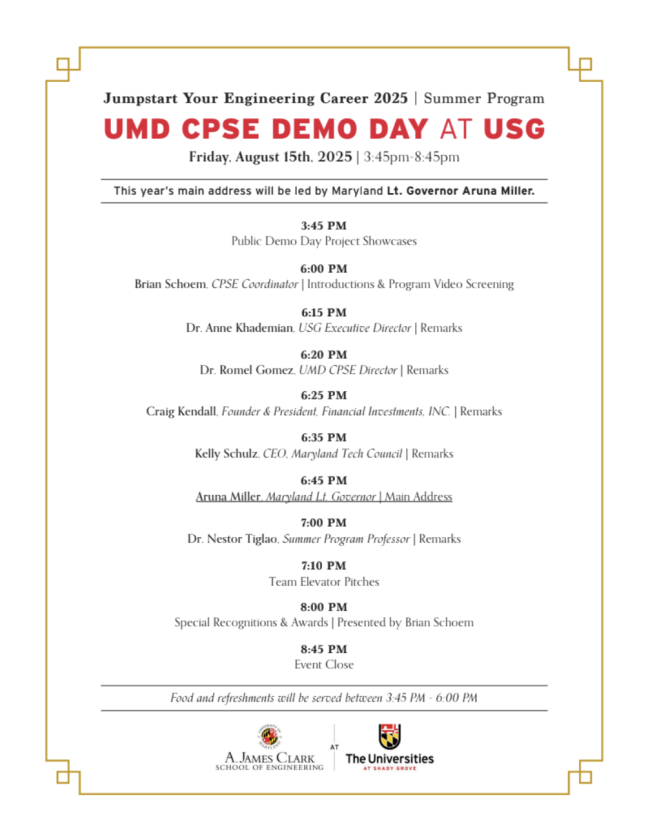 Jumpstart Your Engineering Career 2025 | Summer Program
UMD CPSE DEMO DAY AT USG
Friday, August 15th, 2025 | 3:45pm-8:45pm
This year's main address will be led by Maryland Lt. Governor Aruna Miller.
3:45 PM
Public Demo Day Project Showcases
6:00 PM
Brian Schoem, CPSE Coordinator | Introductions & Program Video Screening
6:15 PM
Dr. Anne Khademian, USG Executive Director | Remarks
6:20 PM
Dr. Romel Gomez, UMD CPSE Director | Remarks
6:25 PM
Craig Kendall, Founder & President, Financial Investments, INC. | Remarks
6:35 PM
Kelly Schulz, CEO, Maryland Tech Council | Remarks
6:45 PM
Aruna Miller, Maryland Lt. Governor | Main Address
7:00 PM
Dr. Nestor Tiglao, Summer Program Professor | Remarks
7:10 PM
Team Elevator Pitches
8:00 PM
Special Recognitions & Awards | Presented by Brian Schoem
8:45 PM
Event Close
Food and refreshments will be served between 3:45 PM - 6:00 PM
A. JAMES CLARK
SCHOOL OF ENGINEERING
AT
The Universities
AT SHADY GROVE